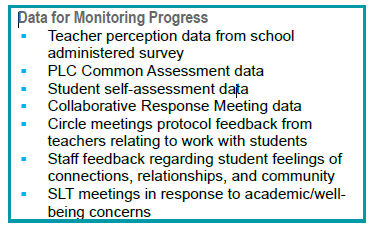 Data for Monitoring Progress
▪ Teacher perception data from school
administered survey
▪ PLC Common Assessment data
▪ Student self-assessment data
▪ Collaborative Response Meeting data
▪ Circle meetings protocol feedback from
teachers relating to work with students
▪ Staff feedback regarding student feelings of
connections, relationships, and community
▪ SLT meetings in response to academic/well-
being concerns